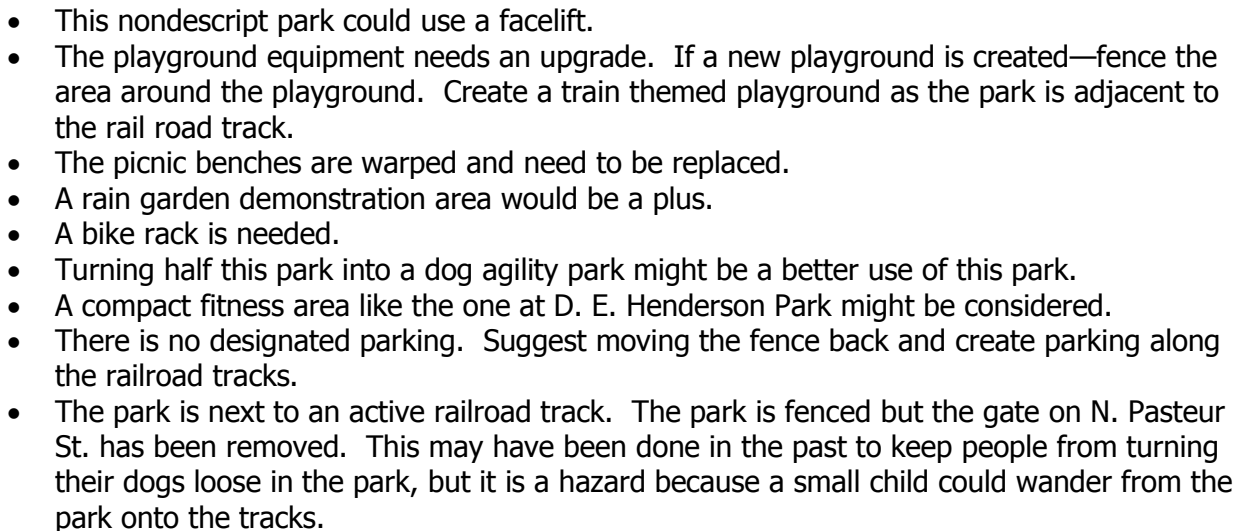 • This nondescript park could use a facelift.
• The playground equipment needs an upgrade.  If a new playground is created—fence the
area around the playground.  Create a train themed playground as the park is adjacent to
the rail road track.
• The picnic benches are warped and need to be replaced.
• A rain garden demonstration area would be a plus.
• A bike rack is needed.
• Turning half this park into a dog agility park might be a better use of this park.
• A compact fitness area like the one at D. E. Henderson Park might be considered.
• There is no designated parking.  Suggest moving the fence back and create parking along
the railroad tracks.
• The park is next to an active railroad track.  The park is fenced but the gate on N. Pasteur
St. has been removed.  This may have been done in the past to keep people from turning
their dogs loose in the park, but it is a hazard because a small child could wander from the
park onto the tracks.